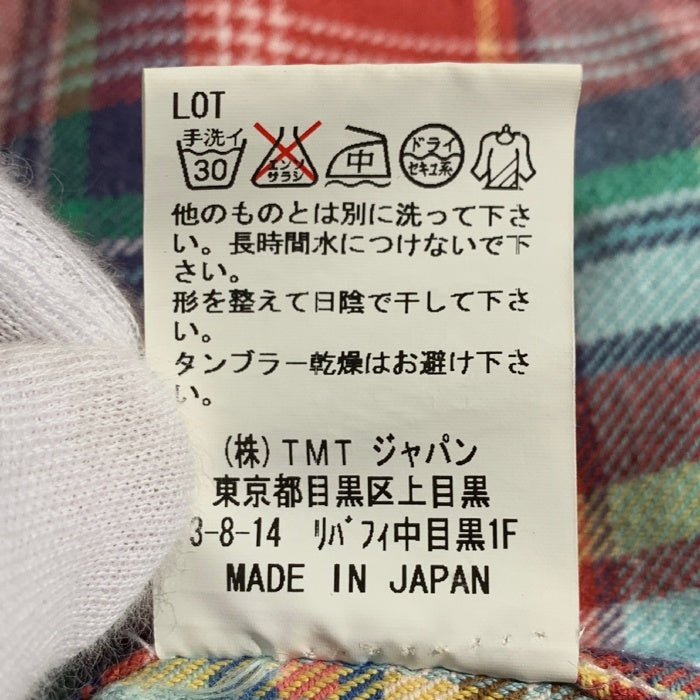 LOT
手洗イ
30
エンソ
サラシ
中
ドライ
セキユ系
他のものとは別に洗って下さ
い。長時間水につけないで下
さい。
形を整えて日陰で干して下さ
い。
タンブラー乾燥はお避け下さ
い。
(株)TMT ジャパン
東京都目黒区上目黒
3-8-14 リバフィ中目黒1F
MADE IN JAPAN